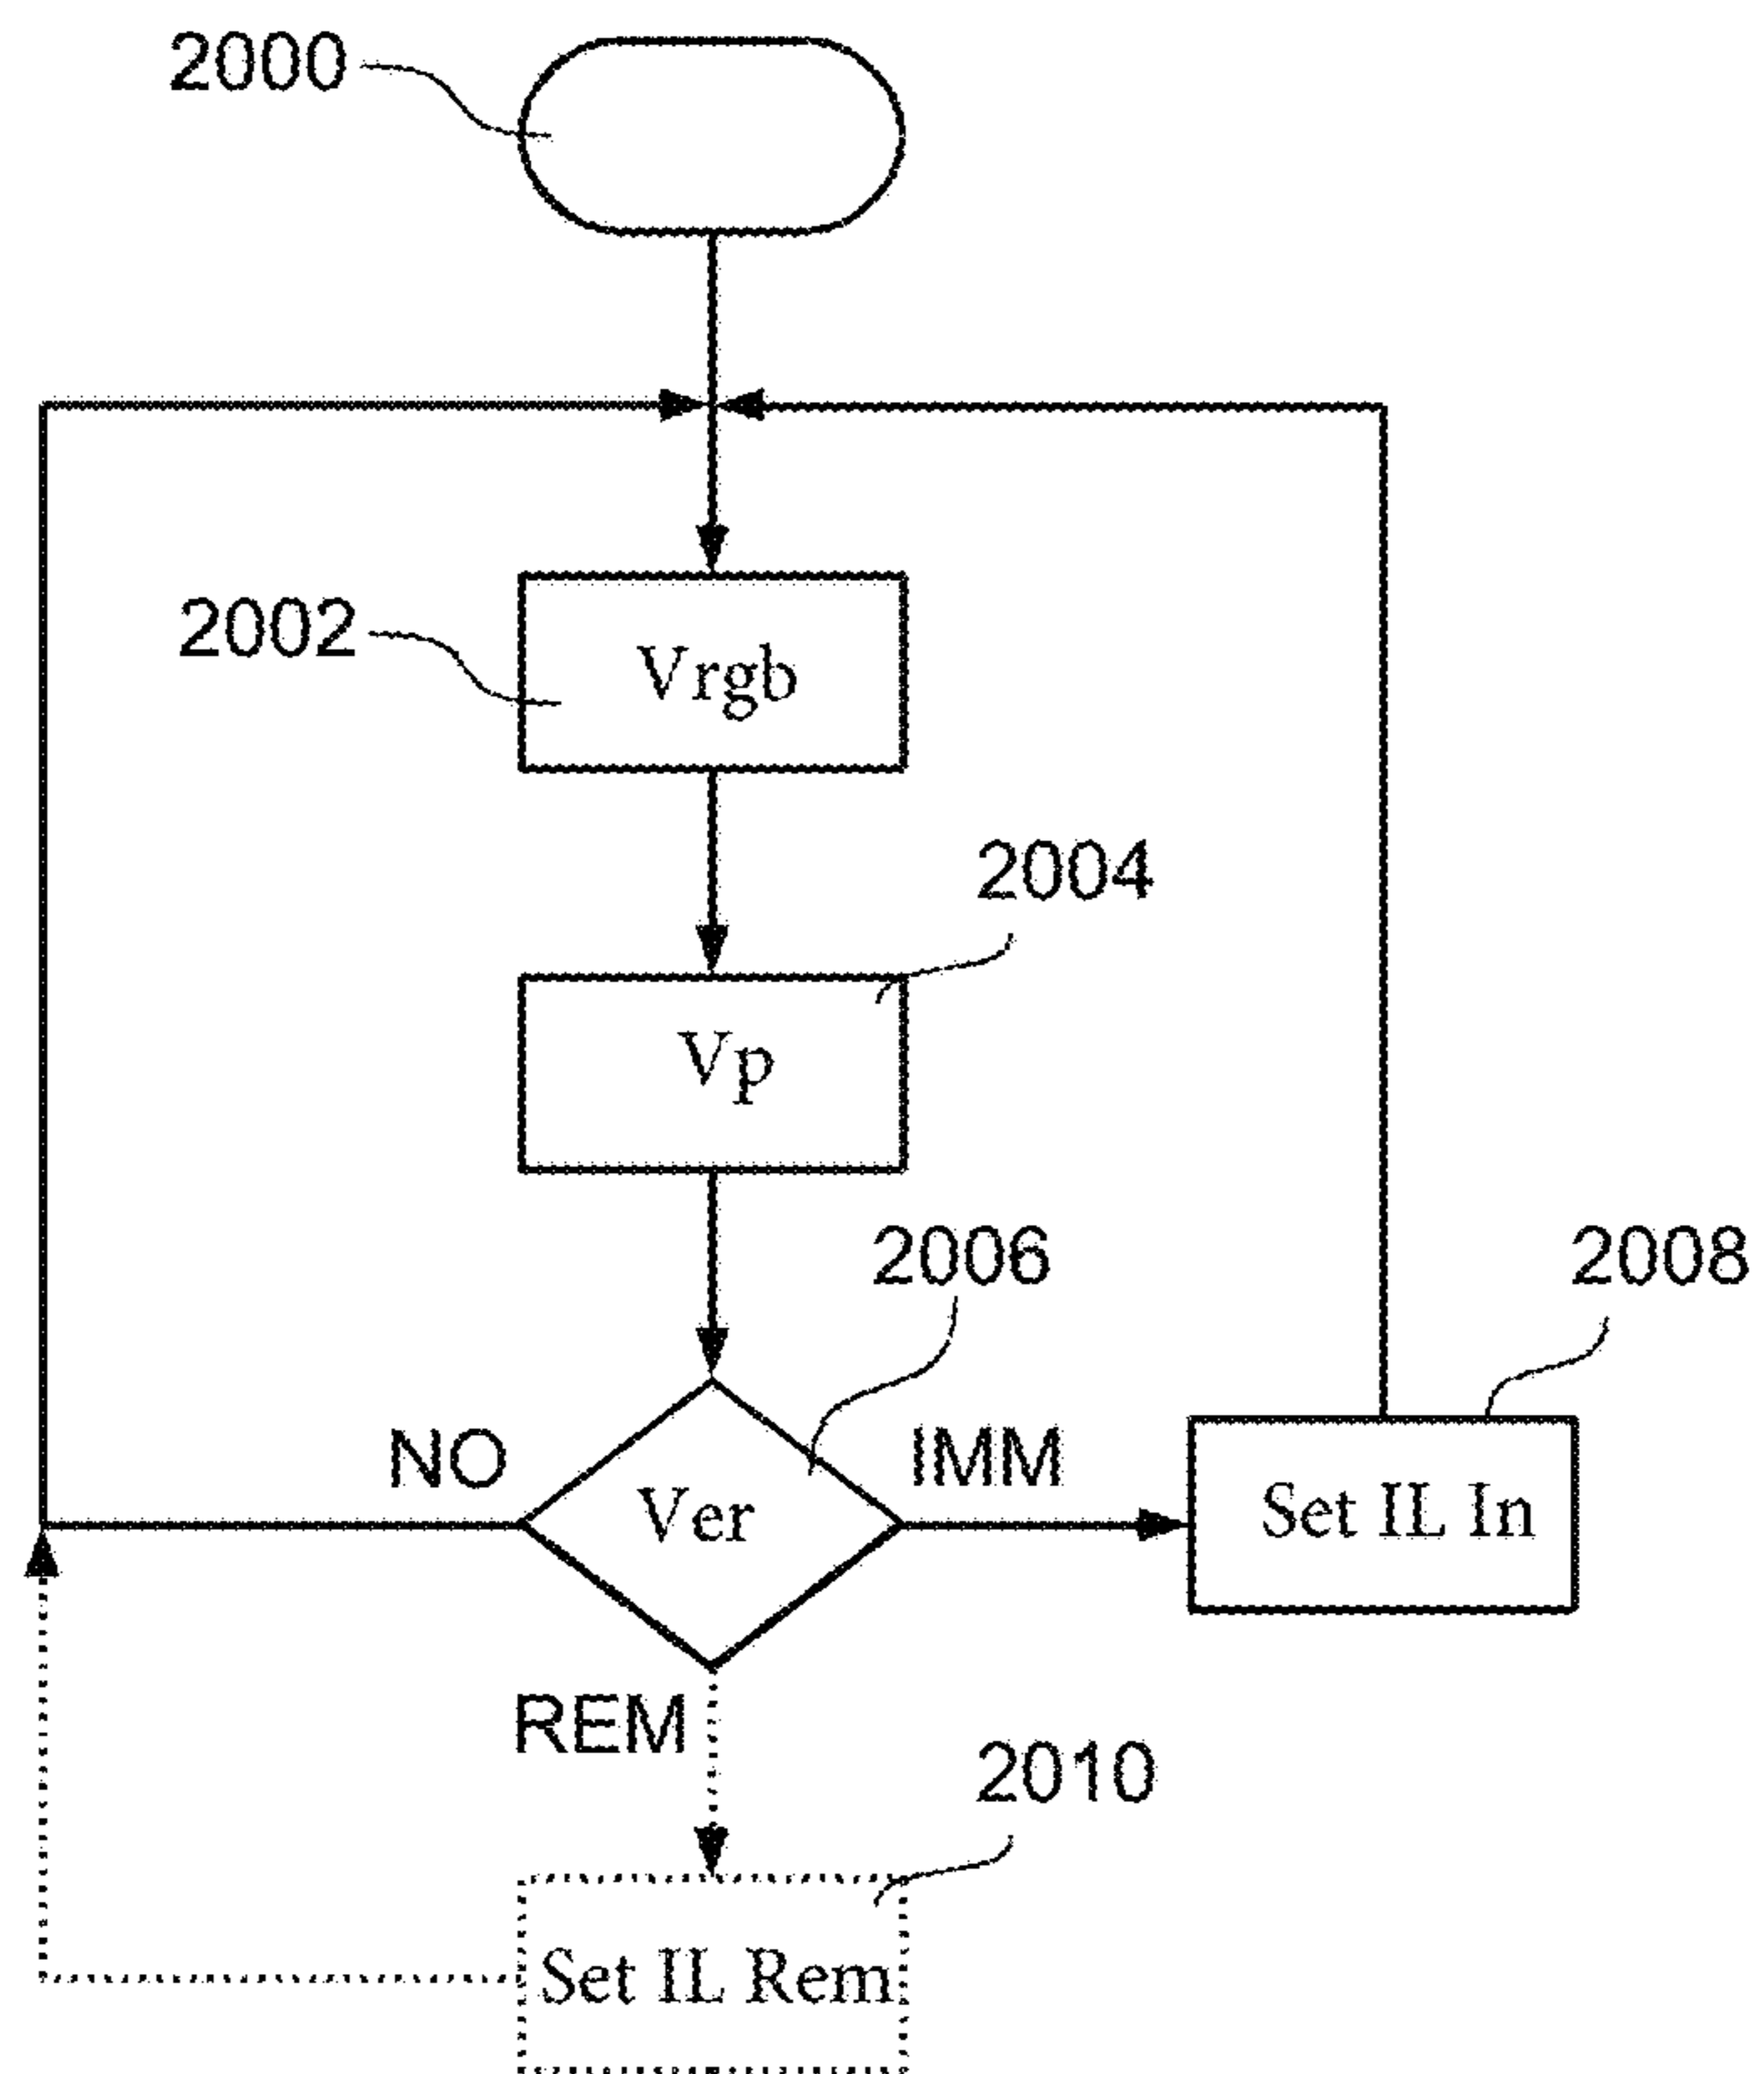 2000
2002
Vrgb
2004
Vp
2006
2008
NO
IMM
Ver
Set IL In
REM
2010
Set IL Rem